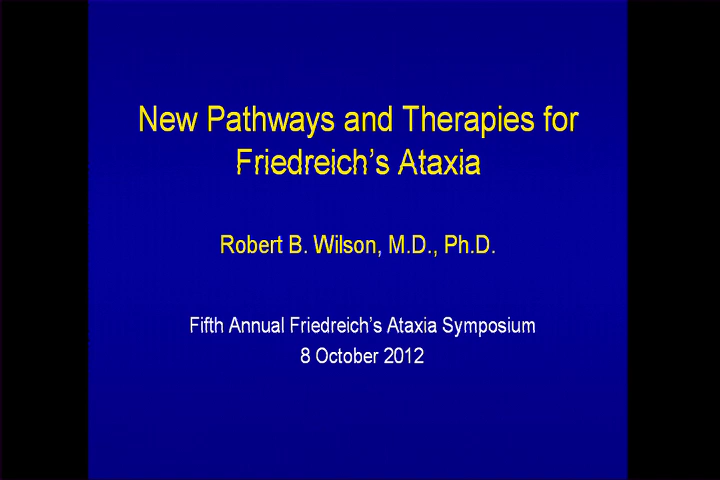 New Pathways and Therapies for
Friedreich's Ataxia
Robert B. Wilson, M.D., Ph.D.
Fifth Annual Friedreich's Ataxia Symposium
8 October 2012